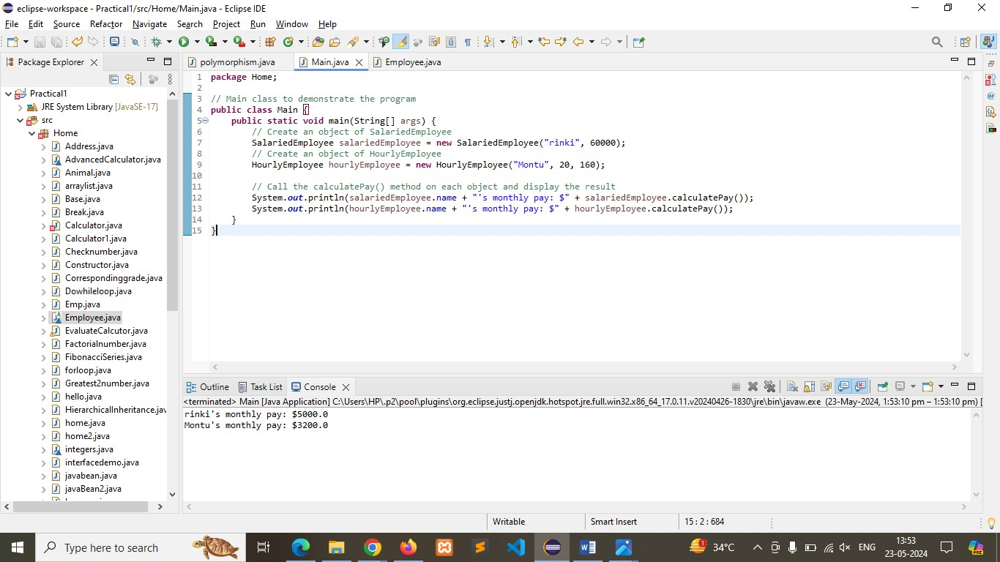 eclipse-workspace - Practical1/src/Home/Main.java - Eclipse IDE
File Edit Source Refactor Navigate Search Project Run Window Help
Package Explorer
Practical1
JRE System Library [JavaSE-17]
src
Home
Address.java
AdvancedCalculator.java
Animal.java
arraylist.java
Base.java
Break.java
Calculator.java
Calculator1.java
Checknumber.java
Constructor.java
Correspondinggrade.java
Dowhileloop.java
Emp.java
Employee.java
EvaluateCalcutor.java
Factorialnumber.java
FibonacciSeries.java
forloop.java
Greatest2number.java
hello.java
HierarchicalInheritance.jav
home.java
home2.java
integers.java
interfacedemo.java
javabean.java
javaBean2.java
polymorphism.java Main.java Employee.java
1 package Home;
2
3 // Main class to demonstrate the program
4 public class Main {
5 public static void main(String[] args) {
6 // Create an object of SalariedEmployee
7 SalariedEmployee salariedEmployee = new SalariedEmployee("rinki", 60000);
8 // Create an object of HourlyEmployee
9 HourlyEmployee hourlyEmployee = new HourlyEmployee("Montu", 20, 160);
10
11 // Call the calculatePay() method on each object and display the result
12 System.out.println(salariedEmployee.name + "'s monthly pay: $" + salariedEmployee.calculatePay());
13 System.out.println(hourlyEmployee.name + "'s monthly pay: $" + hourlyEmployee.calculatePay());
14 }
15 }
Outline Task List Console
<terminated> Main [Java Application] C:\Users\HP\.p2\pool\plugins\org.eclipse.justj.openjdk.hotspot.jre.full.win32.x86_64_17.0.11.v20240426-1830\jre\bin\javaw.exe (23-May-2024, 1:53:10 pm – 1:53:10 pm) [
rinki's monthly pay: $5000.0
Montu's monthly pay: $3200.0
Writable Smart Insert 15 : 2 : 684
Type here to search
1 34°C ENG 13:53
23-05-2024
PRE